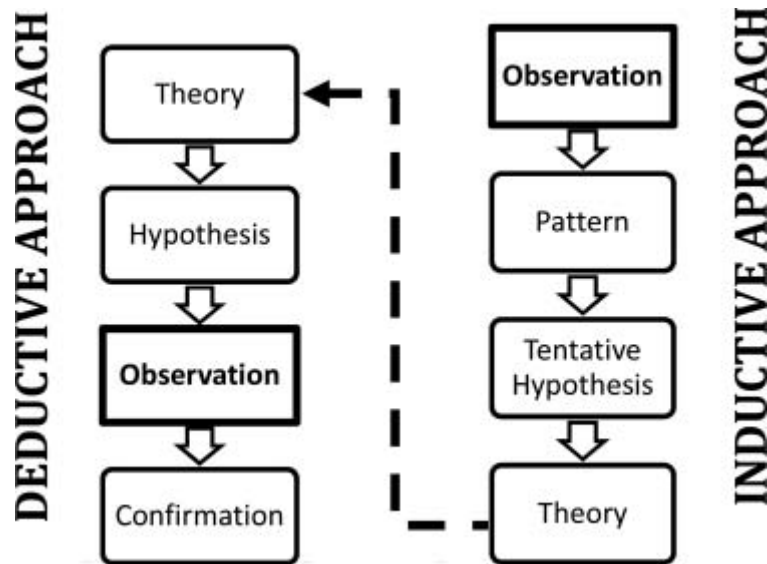 DEDUCTIVE APPROACH
Theory
Hypothesis
Observation
Confirmation
Observation
Pattern
Tentative
Hypothesis
Theory
INDUCTIVE APPROACH